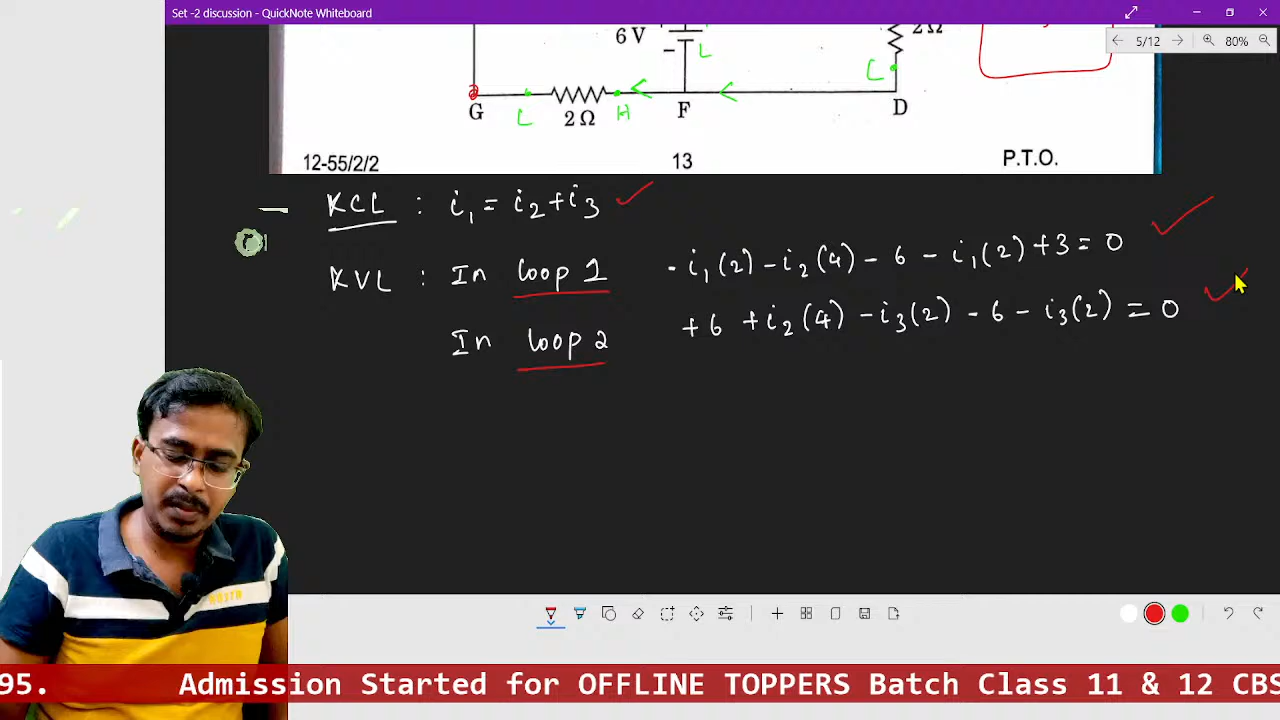 Set -2 discussion - QuickNote Whiteboard
5/12
80%
6 V
L
2Ω
L
G
L
2 Ω
H
F
D
12-55/2/2
13
P.T.O.
KCL : i₁ = i₂ + i₃
KVL : In loop 1 - i₁(2) - i₂(4) - 6 - i₁(2) + 3 = 0
In loop 2 + 6 + i₂(4) - i₃(2) - 6 - i₃(2) = 0
95. Admission Started for OFFLINE TOPPERS Batch Class 11 & 12 CBS